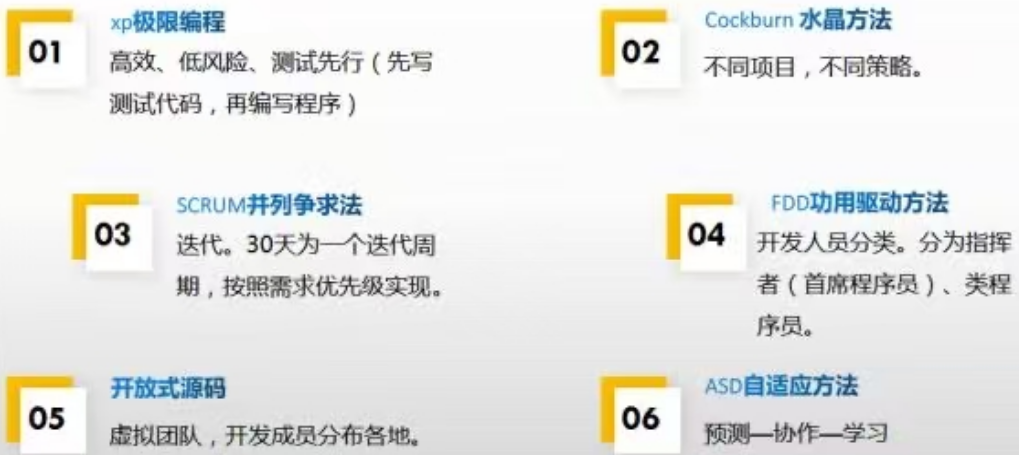 01
xp极限编程
高效、低风险、测试先行（先写
测试代码，再编写程序）
02
Cockburn 水晶方法
不同项目，不同策略。
03
SCRUM并列争求法
迭代。30天为一个迭代周
期，按照需求优先级实现。
04
FDD功用驱动方法
开发人员分类。分为指挥
者（首席程序员）、类程
序员。
05
开放式源码
虚拟团队，开发成员分布各地。
06
ASD自适应方法
预测—协作—学习